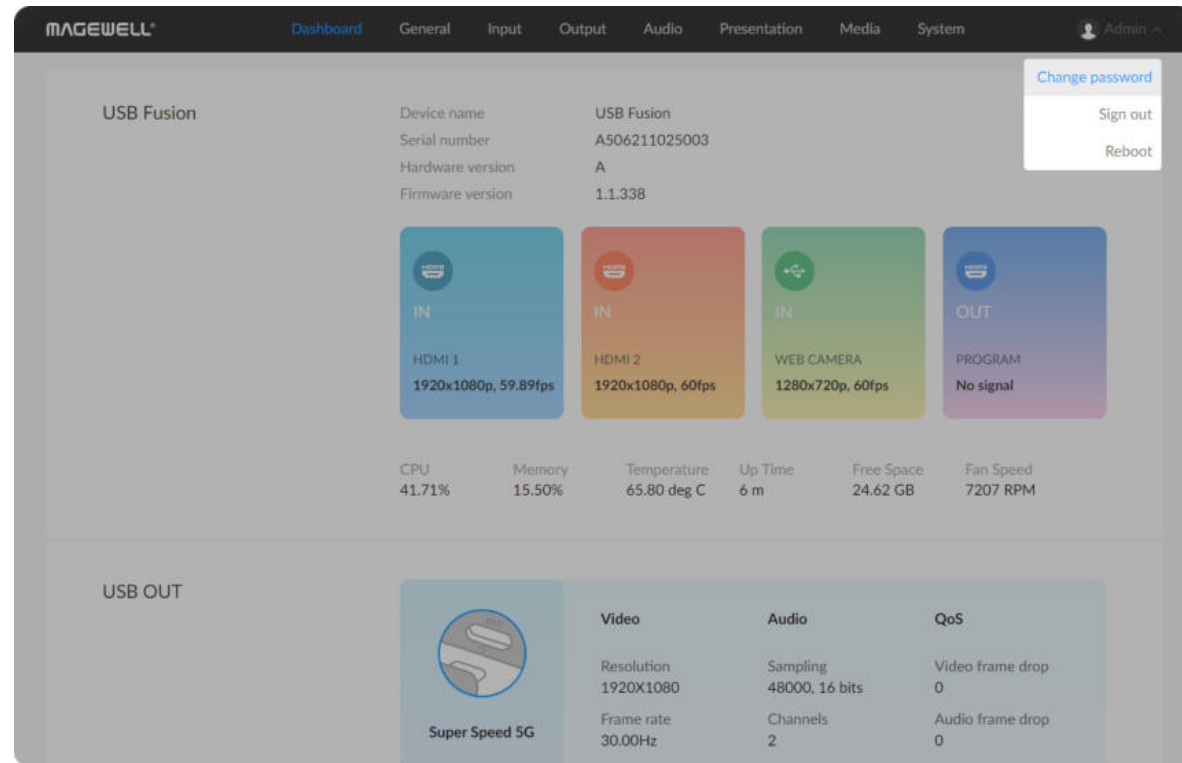 MAGEWELL®
Dashboard General Input Output Audio Presentation Media System Admin
Change password
Sign out
Reboot
USB Fusion
Device name USB Fusion
Serial number A506211025003
Hardware version A
Firmware version 1.1.338
HDMI HDMI HDMI
IN IN IN OUT
HDMI 1 HDMI 2 WEB CAMERA PROGRAM
1920x1080p, 59.89fps 1920x1080p, 60fps 1280x720p, 60fps No signal
CPU Memory Temperature Up Time Free Space Fan Speed
41.71% 15.50% 65.80 deg C 6 m 24.62 GB 7207 RPM
USB OUT
OUT
Video Audio QoS
Resolution Sampling Video frame drop
1920X1080 48000, 16 bits 0
Super Speed 5G
Frame rate Channels Audio frame drop
30.00Hz 2 0